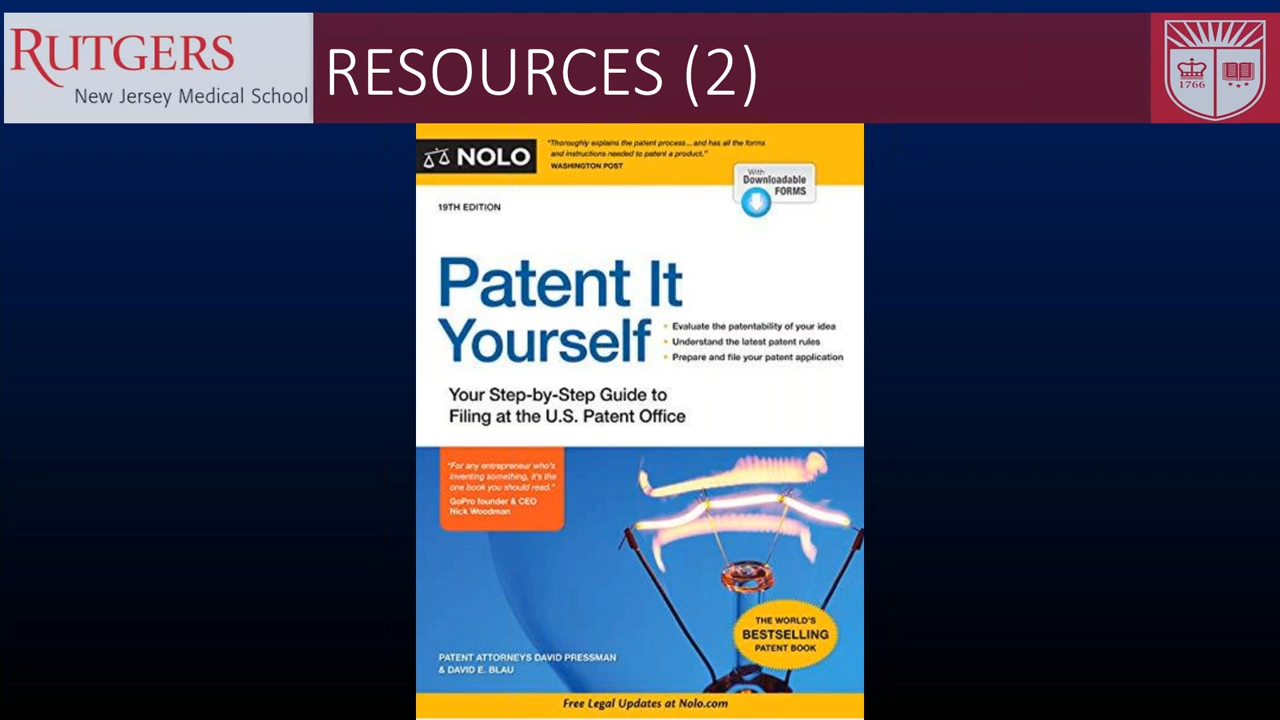 RUTGERS
New Jersey Medical School
RESOURCES (2)
1766
NOLO
"Thoroughly explains the patent process...and has all the forms
and instructions needed to patent a product."
WASHINGTON POST
With
Downloadable
FORMS
19TH EDITION
Patent It
Yourself
• Evaluate the patentability of your idea
• Understand the latest patent rules
• Prepare and file your patent application
Your Step-by-Step Guide to
Filing at the U.S. Patent Office
"For any entrepreneur who's
inventing something, it's the
one book you should read."
GoPro founder & CEO
Nick Woodman
THE WORLD'S
BESTSELLING
PATENT BOOK
PATENT ATTORNEYS DAVID PRESSMAN
& DAVID E. BLAU
Free Legal Updates at Nolo.com